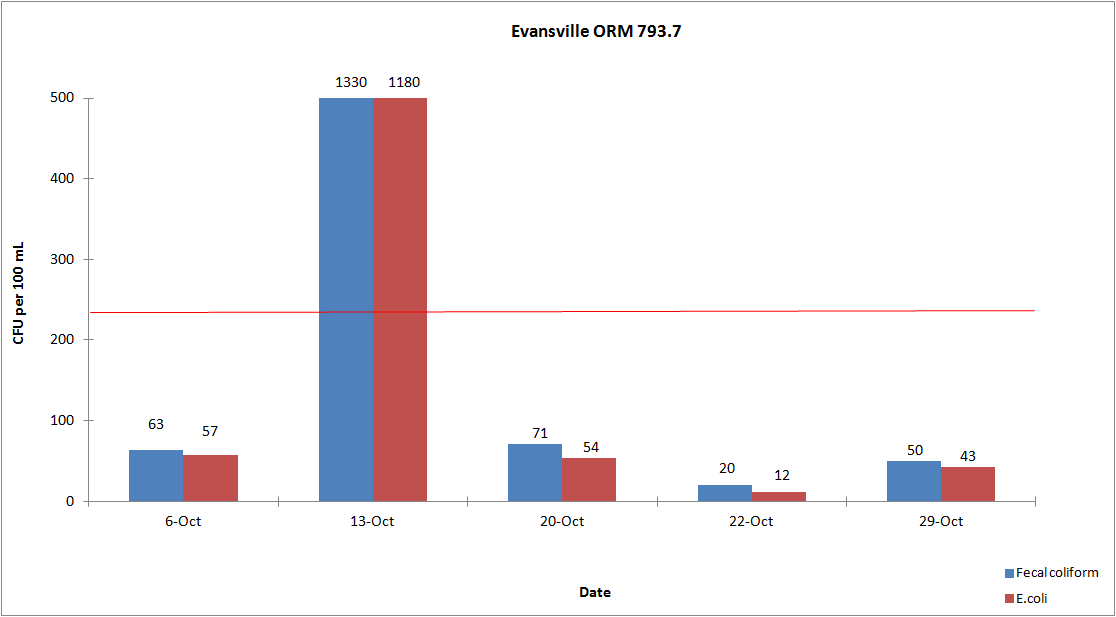 Evansville ORM 793.7
1330 1180
500
400
300
200
100
0
CFU per 100 mL
63 57
71 54
20 12
50 43
6-Oct 13-Oct 20-Oct 22-Oct 29-Oct
Date
Fecal coliform
E.coli